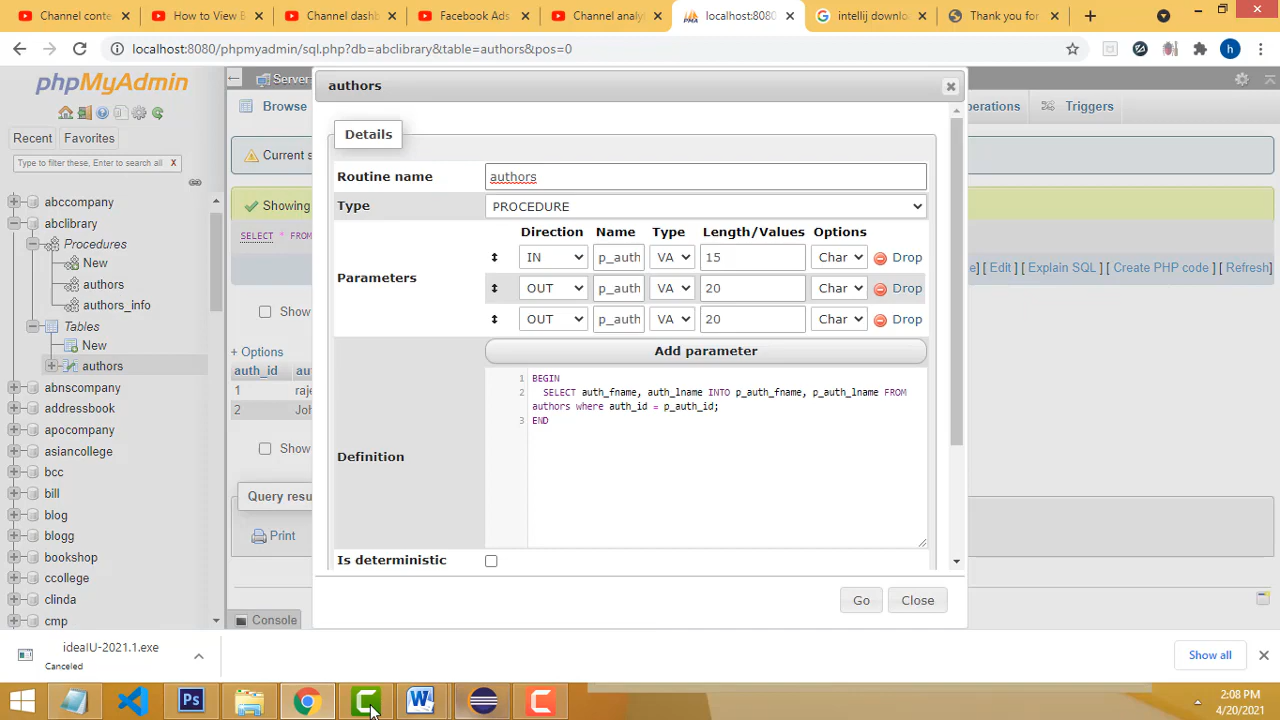 Channel conte
How to View B
Channel dashb
Facebook Ads
Channel analy
localhost:8080
intellij downlo
Thank you for
localhost:8080/phpmyadmin/sql.php?db=abclibrary&table=authors&pos=0
h
phpMyAdmin
Recent
Favorites
Type to filter these, Enter to search all
X
abccompany
abclibrary
Procedures
New
authors
authors_info
Tables
New
authors
abnscompany
addressbook
apocompany
asiancollege
bcc
bill
blog
blogg
bookshop
ccollege
clinda
cmp
Server
Browse
perations
Triggers
Current s
Showing
SELECT * FROM
e] [ Edit ] [ Explain SQL ] [ Create PHP code ] [ Refresh]
Show
+ Options
auth_id
au
1
raje
2
Joh
Show
Query resu
Print
Console
authors
Details
Routine name
authors
Type
PROCEDURE
Direction Name Type Length/Values Options
Parameters
IN p_auth VA 15 Char Drop
OUT p_auth VA 20 Char Drop
OUT p_auth VA 20 Char Drop
Add parameter
Definition
1 BEGIN
2 SELECT auth_fname, auth_lname INTO p_auth_fname, p_auth_lname FROM
authors where auth_id = p_auth_id;
3 END
Is deterministic
Go
Close
ideaIU-2021.1.exe
Canceled
Show all
Ps
2:08 PM
4/20/2021